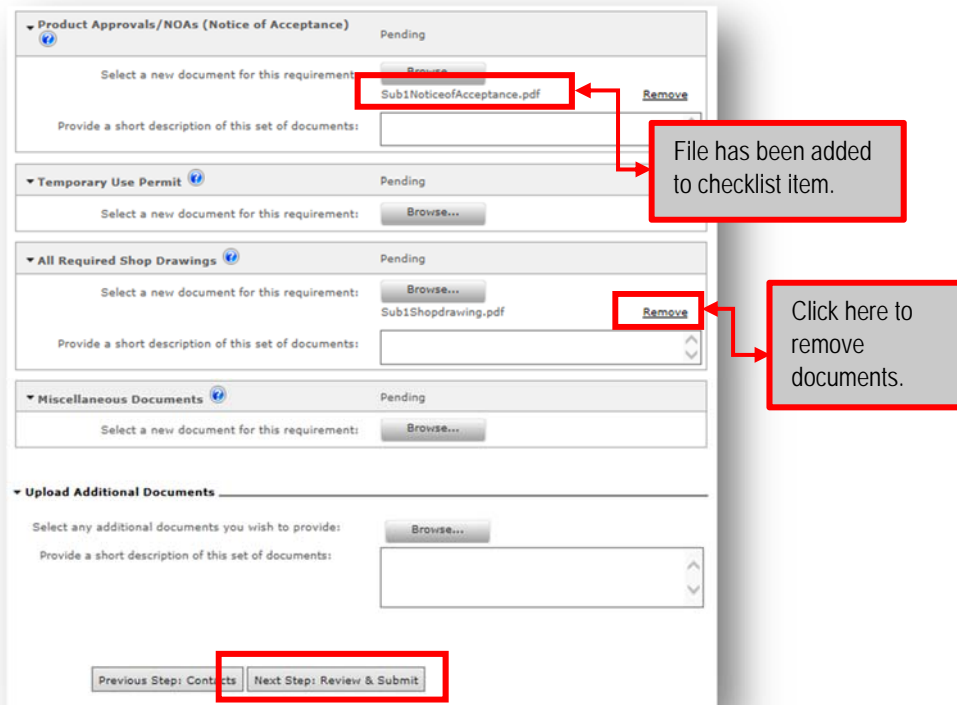 Product Approvals/NOAs (Notice of Acceptance)
Pending
Select a new document for this requirement:
Browse...
Sub1NoticeofAcceptance.pdf
Remove
Provide a short description of this set of documents:
File has been added
to checklist item.
Temporary Use Permit
Pending
Select a new document for this requirement:
Browse...
All Required Shop Drawings
Pending
Select a new document for this requirement:
Browse...
Sub1Shopdrawing.pdf
Remove
Provide a short description of this set of documents:
Click here to
remove
documents.
Miscellaneous Documents
Pending
Select a new document for this requirement:
Browse...
Upload Additional Documents
Select any additional documents you wish to provide:
Browse...
Provide a short description of this set of documents:
Previous Step: Contacts
Next Step: Review & Submit